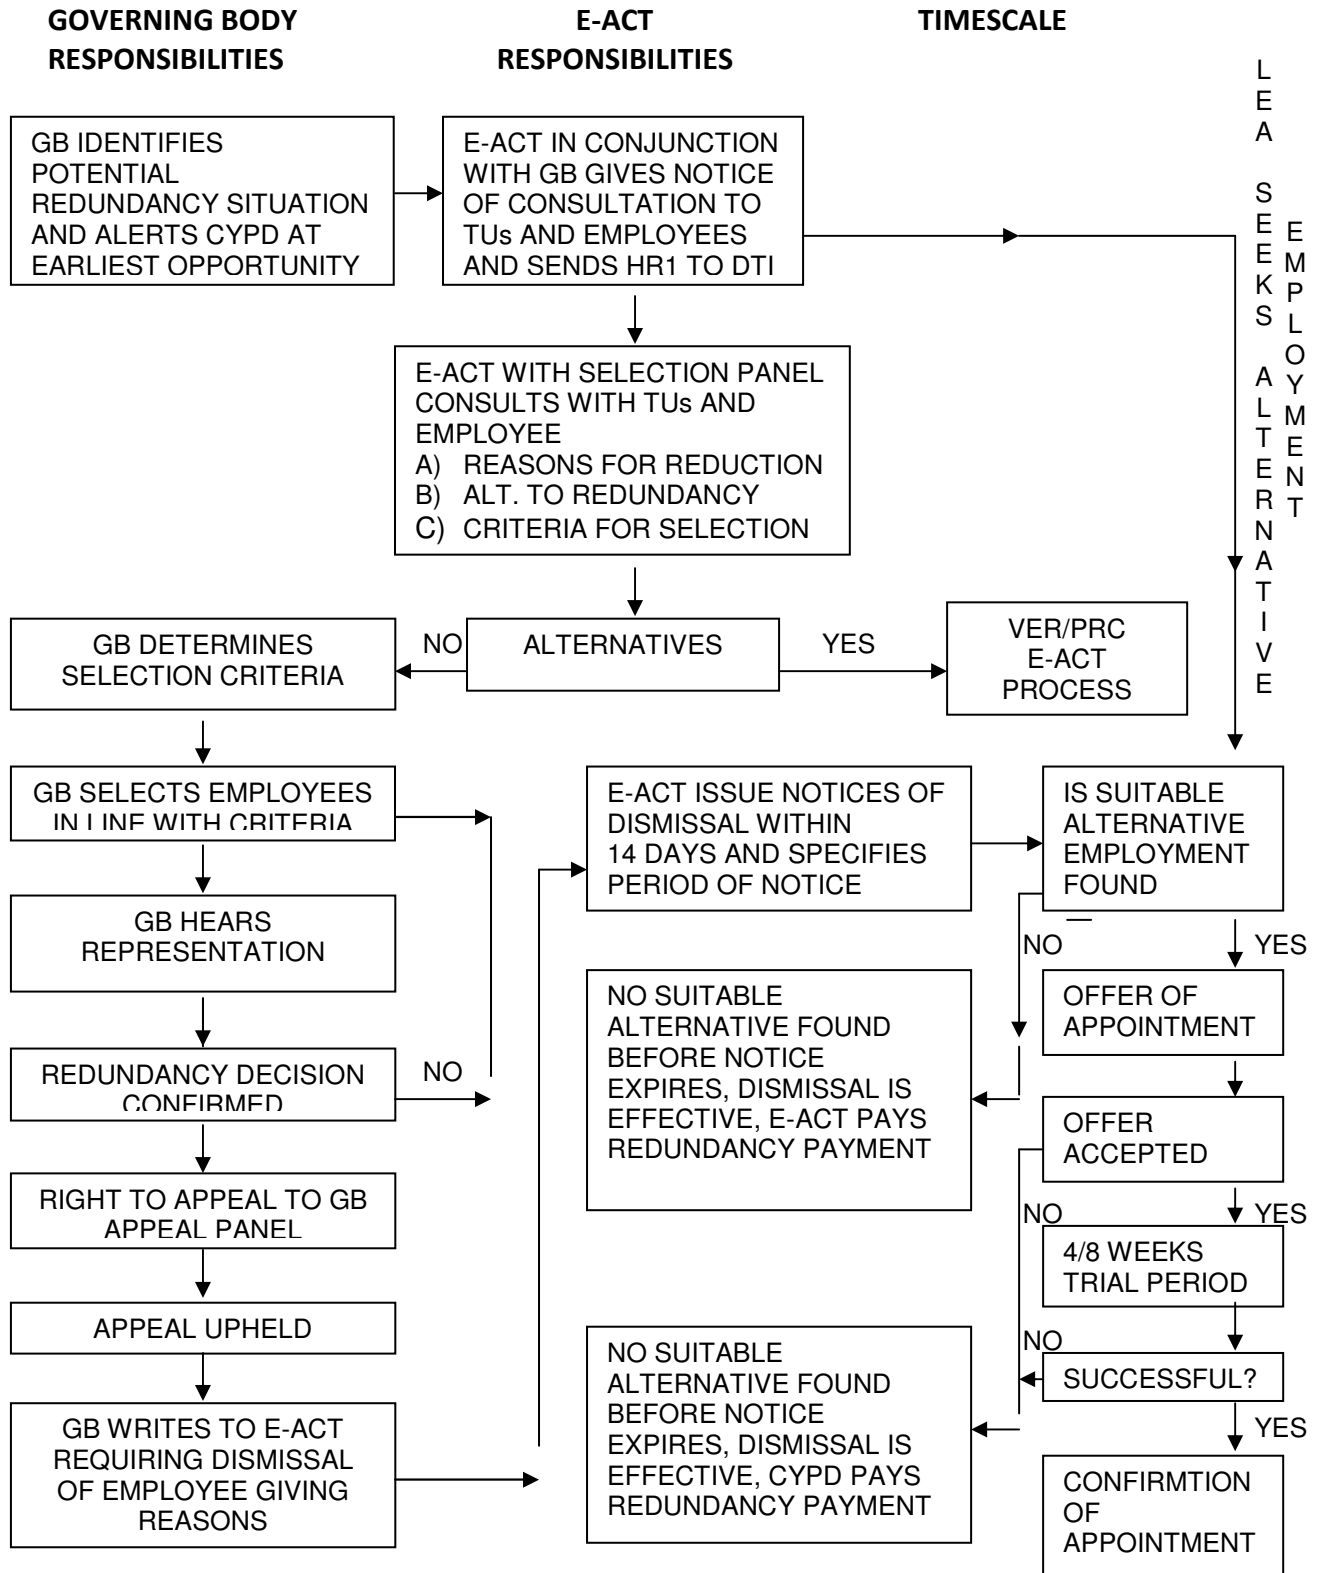 GOVERNING BODY
RESPONSIBILITIES
E-ACT
RESPONSIBILITIES
TIMESCALE
LEA SEEKS ALTERNATIVE
EMPLOYMENT
GB IDENTIFIES
POTENTIAL
REDUNDANCY SITUATION
AND ALERTS CYPD AT
EARLIEST OPPORTUNITY
E-ACT IN CONJUNCTION
WITH GB GIVES NOTICE
OF CONSULTATION TO
TUs AND EMPLOYEES
AND SENDS HR1 TO DTI
E-ACT WITH SELECTION PANEL
CONSULTS WITH TUs AND
EMPLOYEE
A) REASONS FOR REDUCTION
B) ALT. TO REDUNDANCY
C) CRITERIA FOR SELECTION
GB DETERMINES
SELECTION CRITERIA
NO
ALTERNATIVES
YES
VER/PRC
E-ACT
PROCESS
GB SELECTS EMPLOYEES
IN LINE WITH CRITERIA
E-ACT ISSUE NOTICES OF
DISMISSAL WITHIN
14 DAYS AND SPECIFIES
PERIOD OF NOTICE
IS SUITABLE
ALTERNATIVE
EMPLOYMENT
FOUND
GB HEARS
REPRESENTATION
NO
YES
NO SUITABLE
ALTERNATIVE FOUND
BEFORE NOTICE
EXPIRES, DISMISSAL IS
EFFECTIVE, E-ACT PAYS
REDUNDANCY PAYMENT
OFFER OF
APPOINTMENT
REDUNDANCY DECISION
CONFIRMED
NO
OFFER
ACCEPTED
RIGHT TO APPEAL TO GB
APPEAL PANEL
NO
YES
4/8 WEEKS
TRIAL PERIOD
APPEAL UPHELD
NO
SUCCESSFUL?
NO SUITABLE
ALTERNATIVE FOUND
BEFORE NOTICE
EXPIRES, DISMISSAL IS
EFFECTIVE, CYPD PAYS
REDUNDANCY PAYMENT
YES
GB WRITES TO E-ACT
REQUIRING DISMISSAL
OF EMPLOYEE GIVING
REASONS
CONFIRMTION
OF
APPOINTMENT